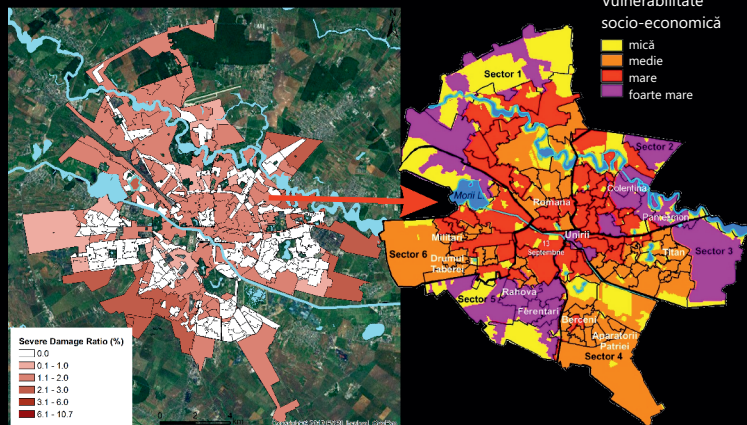 Vulnerabilitate
socio-economică
mică
medie
mare
foarte mare
Sector 1
Sector 2
Colentina
Morii L.
Romana
Pantelimon
Unirii
Militari
13
Septembrie
Titan
Sector 3
Sector 6
Drumul
Taberei
Rahova
Sector 5
Ferentari
Berceni
Aparatorii
Patriei
Sector 4
Severe Damage Ratio (%)
0.0
0.1 - 1.0
1.1 - 2.0
2.1 - 3.0
3.1 - 6.0
6.1 - 10.7